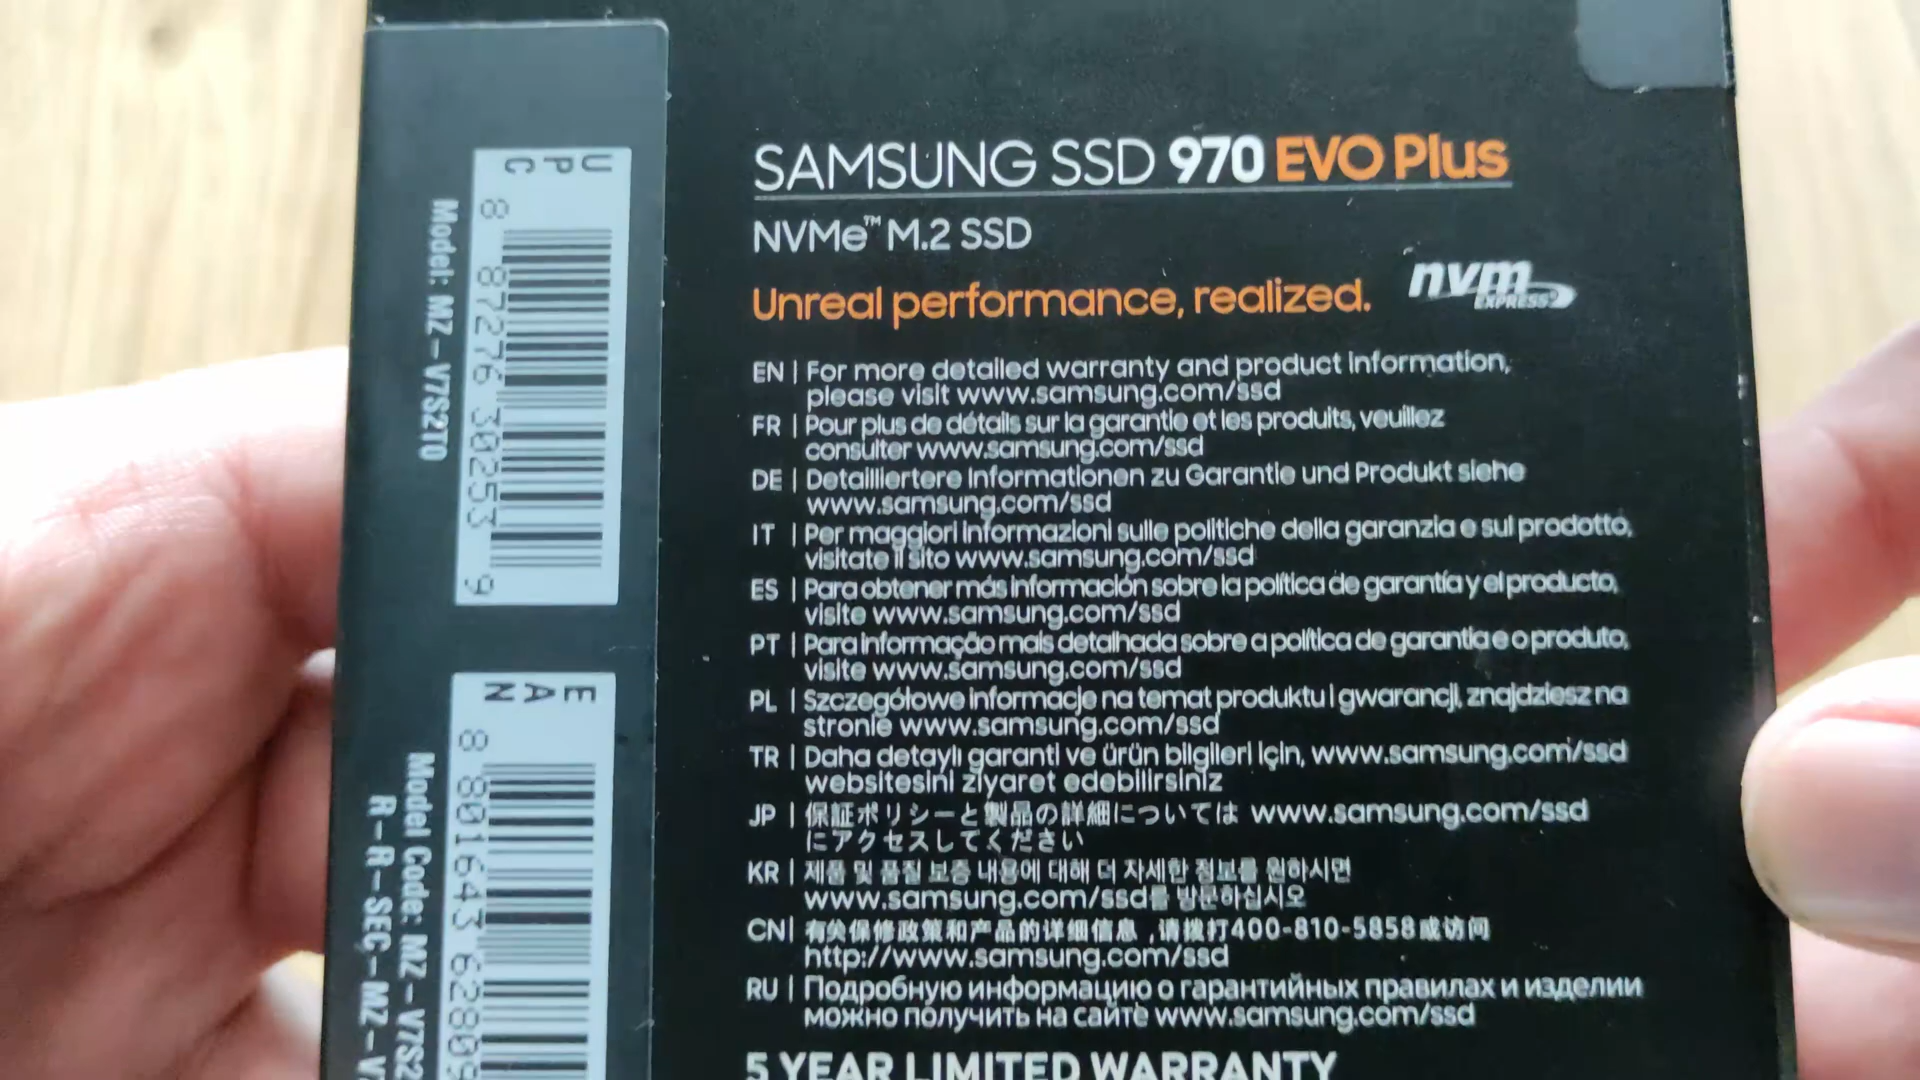 UPC
8 87276 30253 9
Model: MZ-V7S2T0
EAN
8 801643 6280
Model Code: MZ-V7S2
R-R-SEC-MZ-V
SAMSUNG SSD 970 EVO Plus
NVMe™ M.2 SSD
Unreal performance, realized.
nvm
EXPRESS
EN | For more detailed warranty and product information,
please visit www.samsung.com/ssd
FR | Pour plus de détails sur la garantie et les produits, veuillez
consulter www.samsung.com/ssd
DE | Detailliertere Informationen zu Garantie und Produkt siehe
www.samsung.com/ssd
IT | Per maggiori informazioni sulle politiche della garanzia e sul prodotto,
visitate il sito www.samsung.com/ssd
ES | Para obtener más información sobre la política de garantía y el producto,
visite www.samsung.com/ssd
PT | Para informação mais detalhada sobre a política de garantia e o produto,
visite www.samsung.com/ssd
PL | Szczegółowe informacje na temat produktu i gwarancji, znajdziesz na
stronie www.samsung.com/ssd
TR | Daha detaylı garanti ve ürün bilgileri için, www.samsung.com/ssd
websitesini ziyaret edebilirsiniz
JP | 保証ポリシーと製品の詳細については www.samsung.com/ssd
にアクセスしてください
KR | 제품 및 품질 보증 내용에 대해 더 자세한 정보를 원하시면
www.samsung.com/ssd를 방문하십시오
CN | 有关保修政策和产品的详细信息,请拨打400-810-5858或访问
http://www.samsung.com/ssd
RU | Подробную информацию о гарантийных правилах и изделии
можно получить на сайте www.samsung.com/ssd
5 YEAR LIMITED WARRANTY